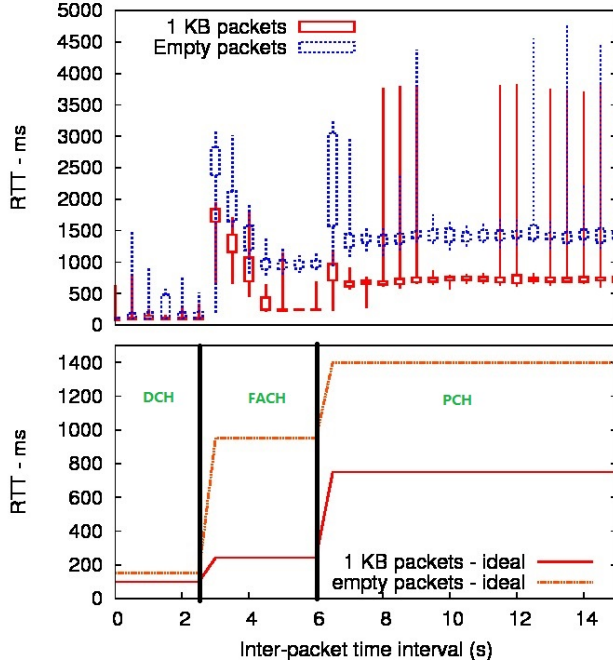 5000
4500
4000
3500
3000
2500
2000
1500
1000
500
0
RTT - ms
1 KB packets
Empty packets
1400
1200
1000
800
600
400
200
0
RTT - ms
DCH
FACH
PCH
1 KB packets - ideal
empty packets - ideal
0 2 4 6 8 10 12 14
Inter-packet time interval (s)